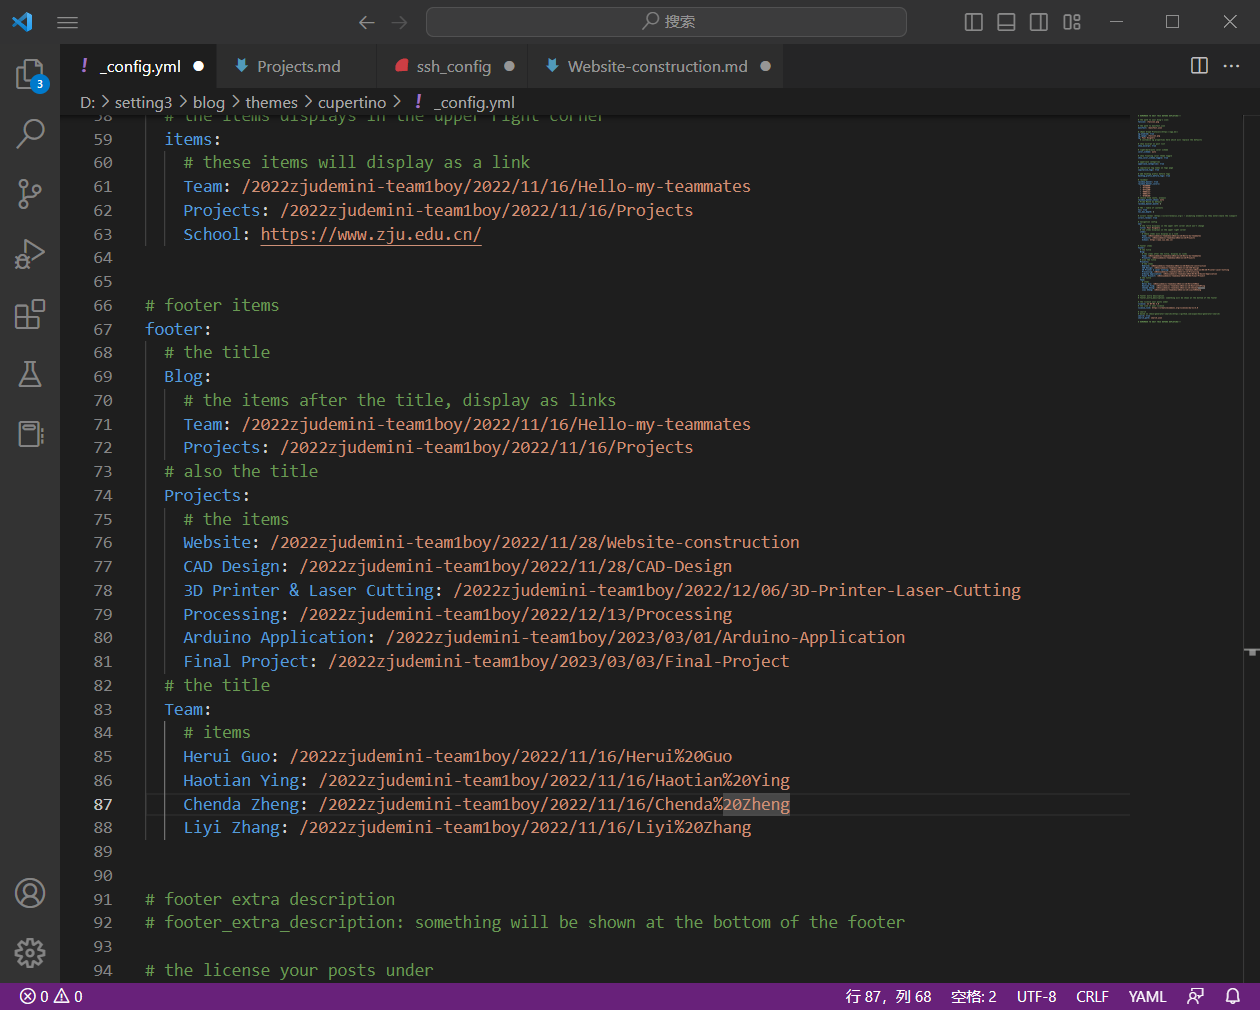 搜索
_config.yml
Projects.md
ssh_config
Website-construction.md
3
D: > setting3 > blog > themes > cupertino > ! _config.yml
58 # the items displays in the upper right corner
59 items:
60 # these items will display as a link
61 Team: /2022zjudemini-team1boy/2022/11/16/Hello-my-teammates
62 Projects: /2022zjudemini-team1boy/2022/11/16/Projects
63 School: https://www.zju.edu.cn/
64
65
66 # footer items
67 footer:
68 # the title
69 Blog:
70 # the items after the title, display as links
71 Team: /2022zjudemini-team1boy/2022/11/16/Hello-my-teammates
72 Projects: /2022zjudemini-team1boy/2022/11/16/Projects
73 # also the title
74 Projects:
75 # the items
76 Website: /2022zjudemini-team1boy/2022/11/28/Website-construction
77 CAD Design: /2022zjudemini-team1boy/2022/11/28/CAD-Design
78 3D Printer & Laser Cutting: /2022zjudemini-team1boy/2022/12/06/3D-Printer-Laser-Cutting
79 Processing: /2022zjudemini-team1boy/2022/12/13/Processing
80 Arduino Application: /2022zjudemini-team1boy/2023/03/01/Arduino-Application
81 Final Project: /2022zjudemini-team1boy/2023/03/03/Final-Project
82 # the title
83 Team:
84 # items
85 Herui Guo: /2022zjudemini-team1boy/2022/11/16/Herui%20Guo
86 Haotian Ying: /2022zjudemini-team1boy/2022/11/16/Haotian%20Ying
87 Chenda Zheng: /2022zjudemini-team1boy/2022/11/16/Chenda%20Zheng
88 Liyi Zhang: /2022zjudemini-team1boy/2022/11/16/Liyi%20Zhang
89
90
91 # footer extra description
92 # footer_extra_description: something will be shown at the bottom of the footer
93
94 # the license your posts under
0 0 行 87，列 68 空格: 2 UTF-8 CRLF YAML